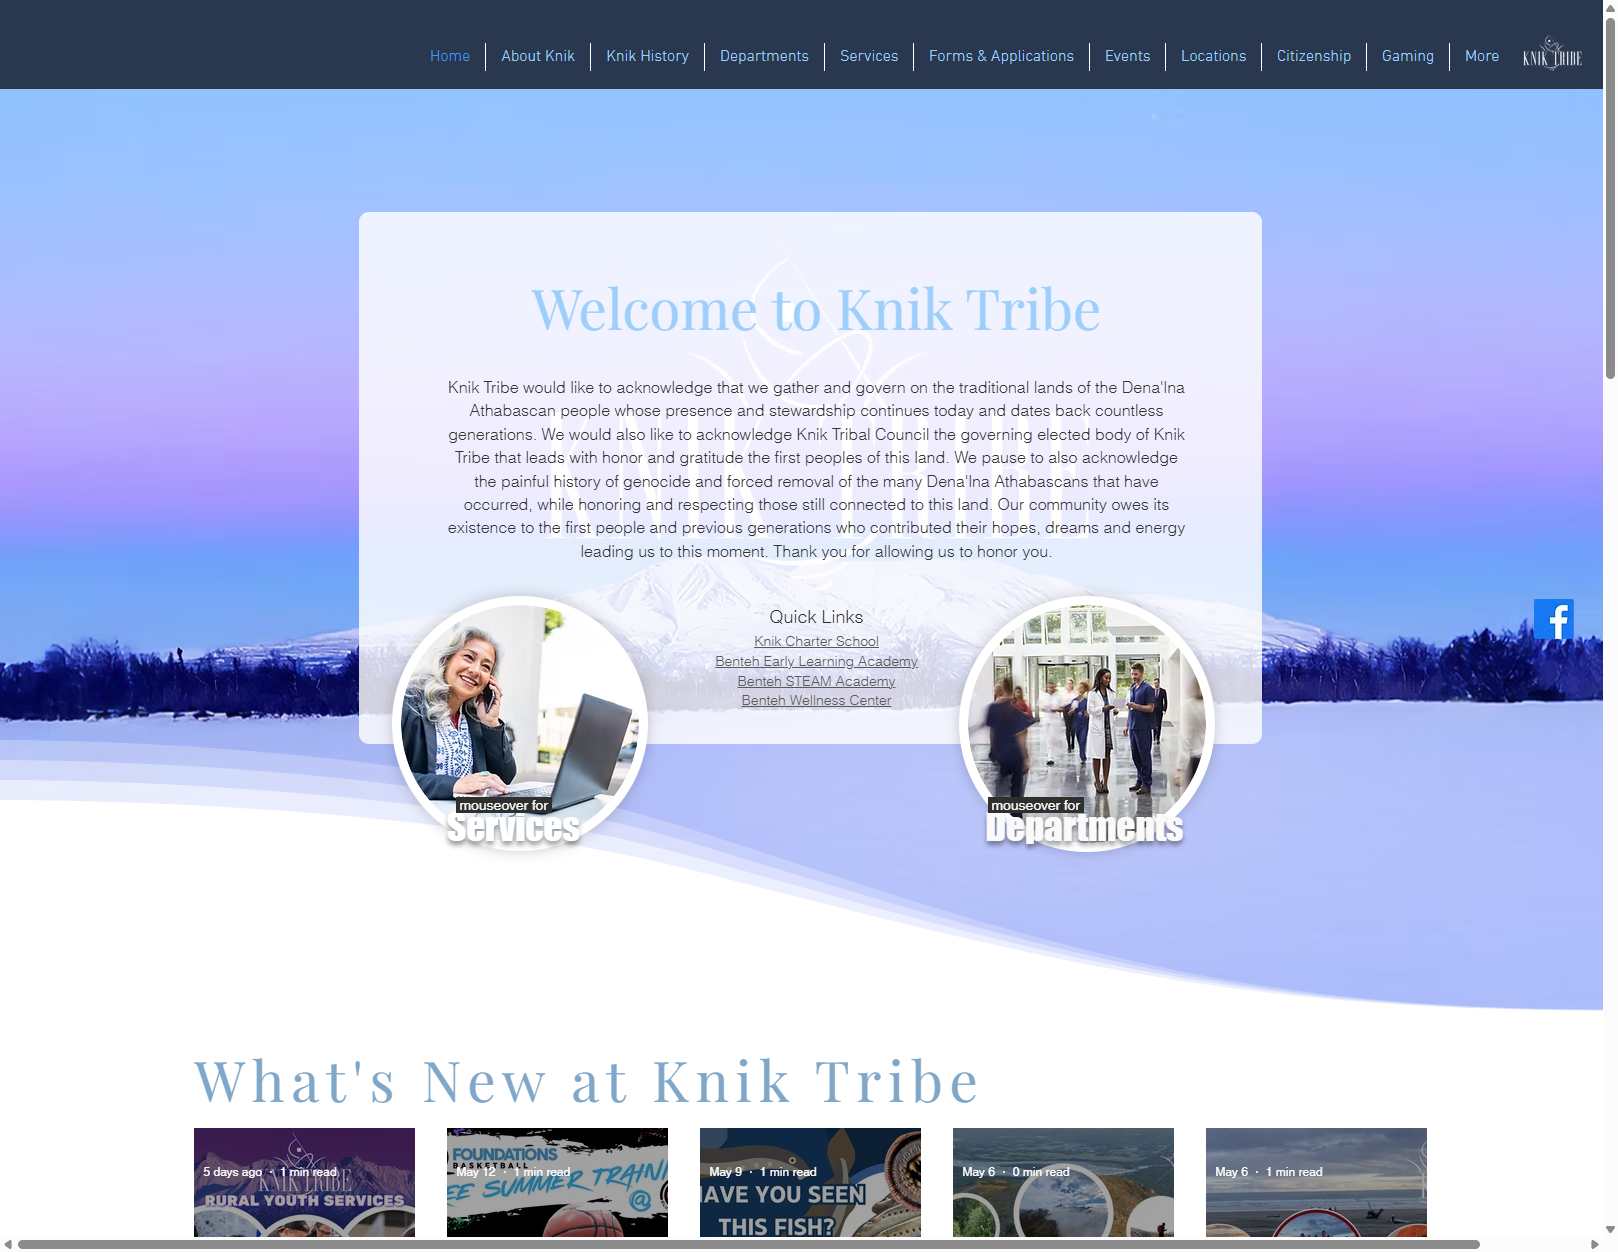 Home
About Knik
Knik History
Departments
Services
Forms & Applications
Events
Locations
Citizenship
Gaming
More
KNIK TRIBE
Welcome to Knik Tribe
Knik Tribe would like to acknowledge that we gather and govern on the traditional lands of the Dena'Ina
Athabascan people whose presence and stewardship continues today and dates back countless
generations. We would also like to acknowledge Knik Tribal Council the governing elected body of Knik
Tribe that leads with honor and gratitude the first peoples of this land. We pause to also acknowledge
the painful history of genocide and forced removal of the many Dena'Ina Athabascans that have
occurred, while honoring and respecting those still connected to this land. Our community owes its
existence to the first people and previous generations who contributed their hopes, dreams and energy
leading us to this moment. Thank you for allowing us to honor you.
KNIK TRIBE
Quick Links
Knik Charter School
Benteh Early Learning Academy
Benteh STEAM Academy
Benteh Wellness Center
mouseover for
Services
mouseover for
Departments
What's New at Knik Tribe
5 days ago · 1 min read
KNIK TRIBE
RURAL YOUTH SERVICES
FOUNDATIONS
BASKETBALL
May 12 · 1 min read
EE SUMMER TRAINI
@
May 9 · 1 min read
HAVE YOU SEEN
THIS FISH?
May 6 · 0 min read
May 6 · 1 min read